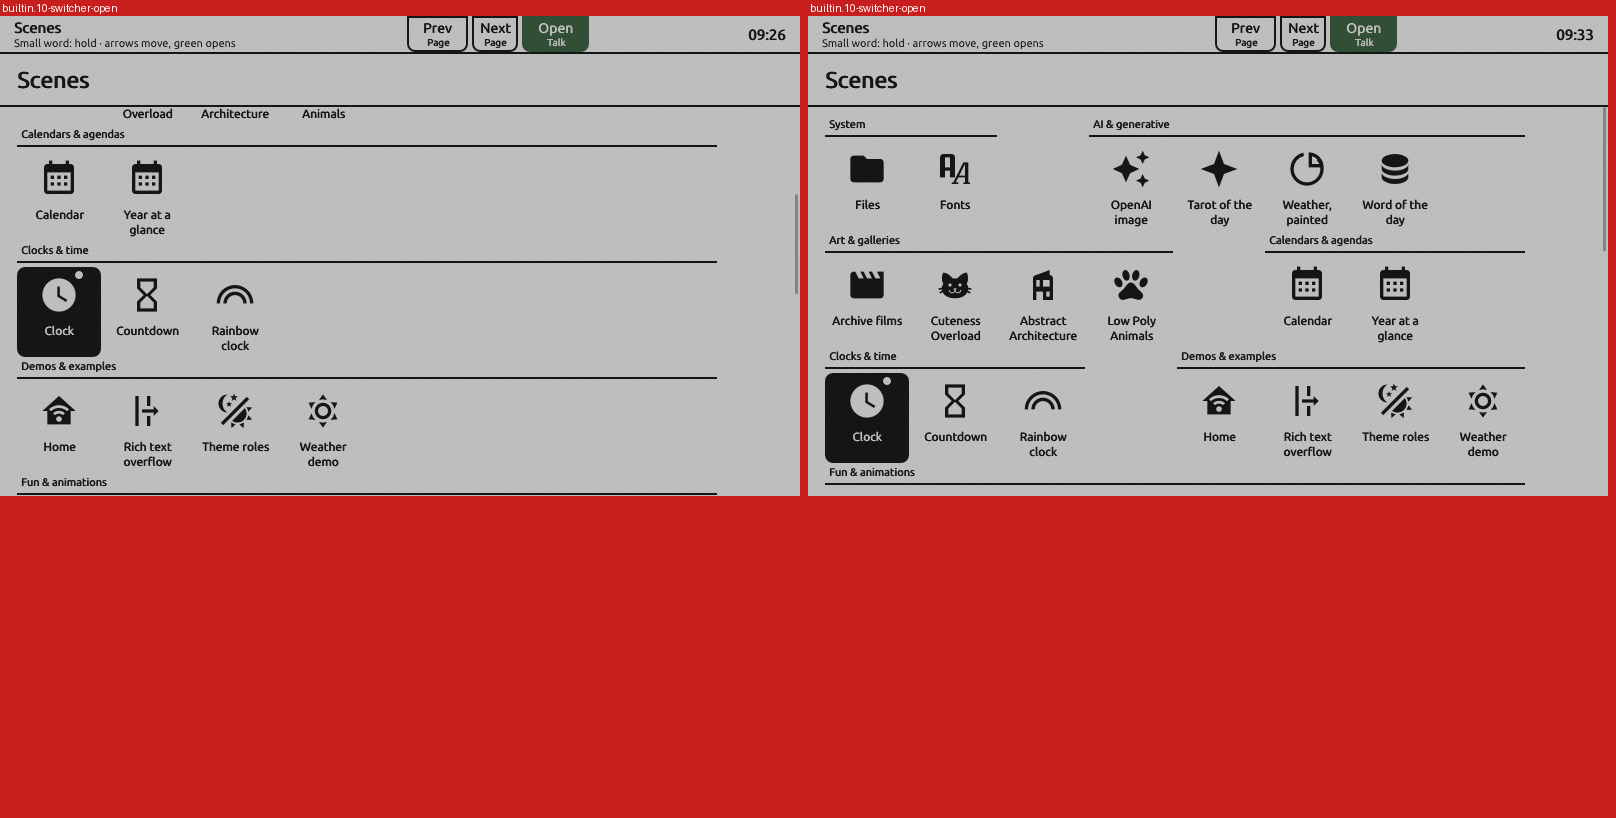 builtin.10-switcher-open
Scenes
Small word: hold · arrows move, green opens
Prev
Page
Next
Page
Open
Talk
09:26
Scenes
Overload
Architecture
Animals
Calendars & agendas
Calendar
Year at a
glance
Clocks & time
Clock
Countdown
Rainbow
clock
Demos & examples
Home
Rich text
overflow
Theme roles
Weather
demo
Fun & animations
builtin.10-switcher-open
Scenes
Small word: hold · arrows move, green opens
Prev
Page
Next
Page
Open
Talk
09:33
Scenes
System
Files
Fonts
AI & generative
OpenAI
image
Tarot of the
day
Weather,
painted
Word of the
day
Art & galleries
Archive films
Cuteness
Overload
Abstract
Architecture
Low Poly
Animals
Calendars & agendas
Calendar
Year at a
glance
Clocks & time
Clock
Countdown
Rainbow
clock
Demos & examples
Home
Rich text
overflow
Theme roles
Weather
demo
Fun & animations